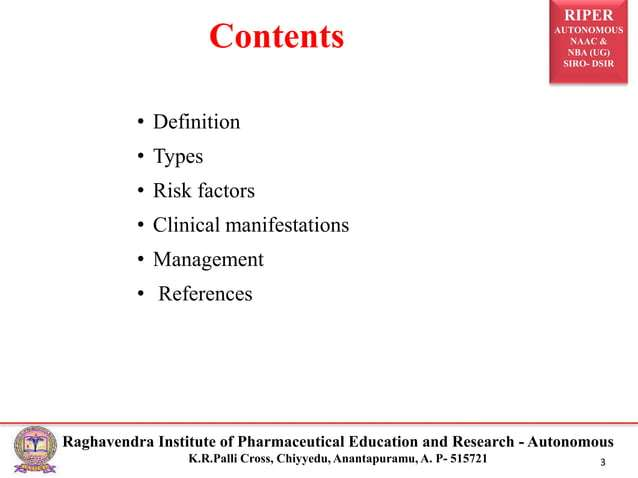 Contents
RIPER
AUTONOMOUS
NAAC &
NBA (UG)
SIRO- DSIR
• Definition
• Types
• Risk factors
• Clinical manifestations
• Management
• References
Raghavendra Institute of Pharmaceutical Education and Research - Autonomous
K.R.Palli Cross, Chiyyedu, Anantapuramu, A. P- 515721
3